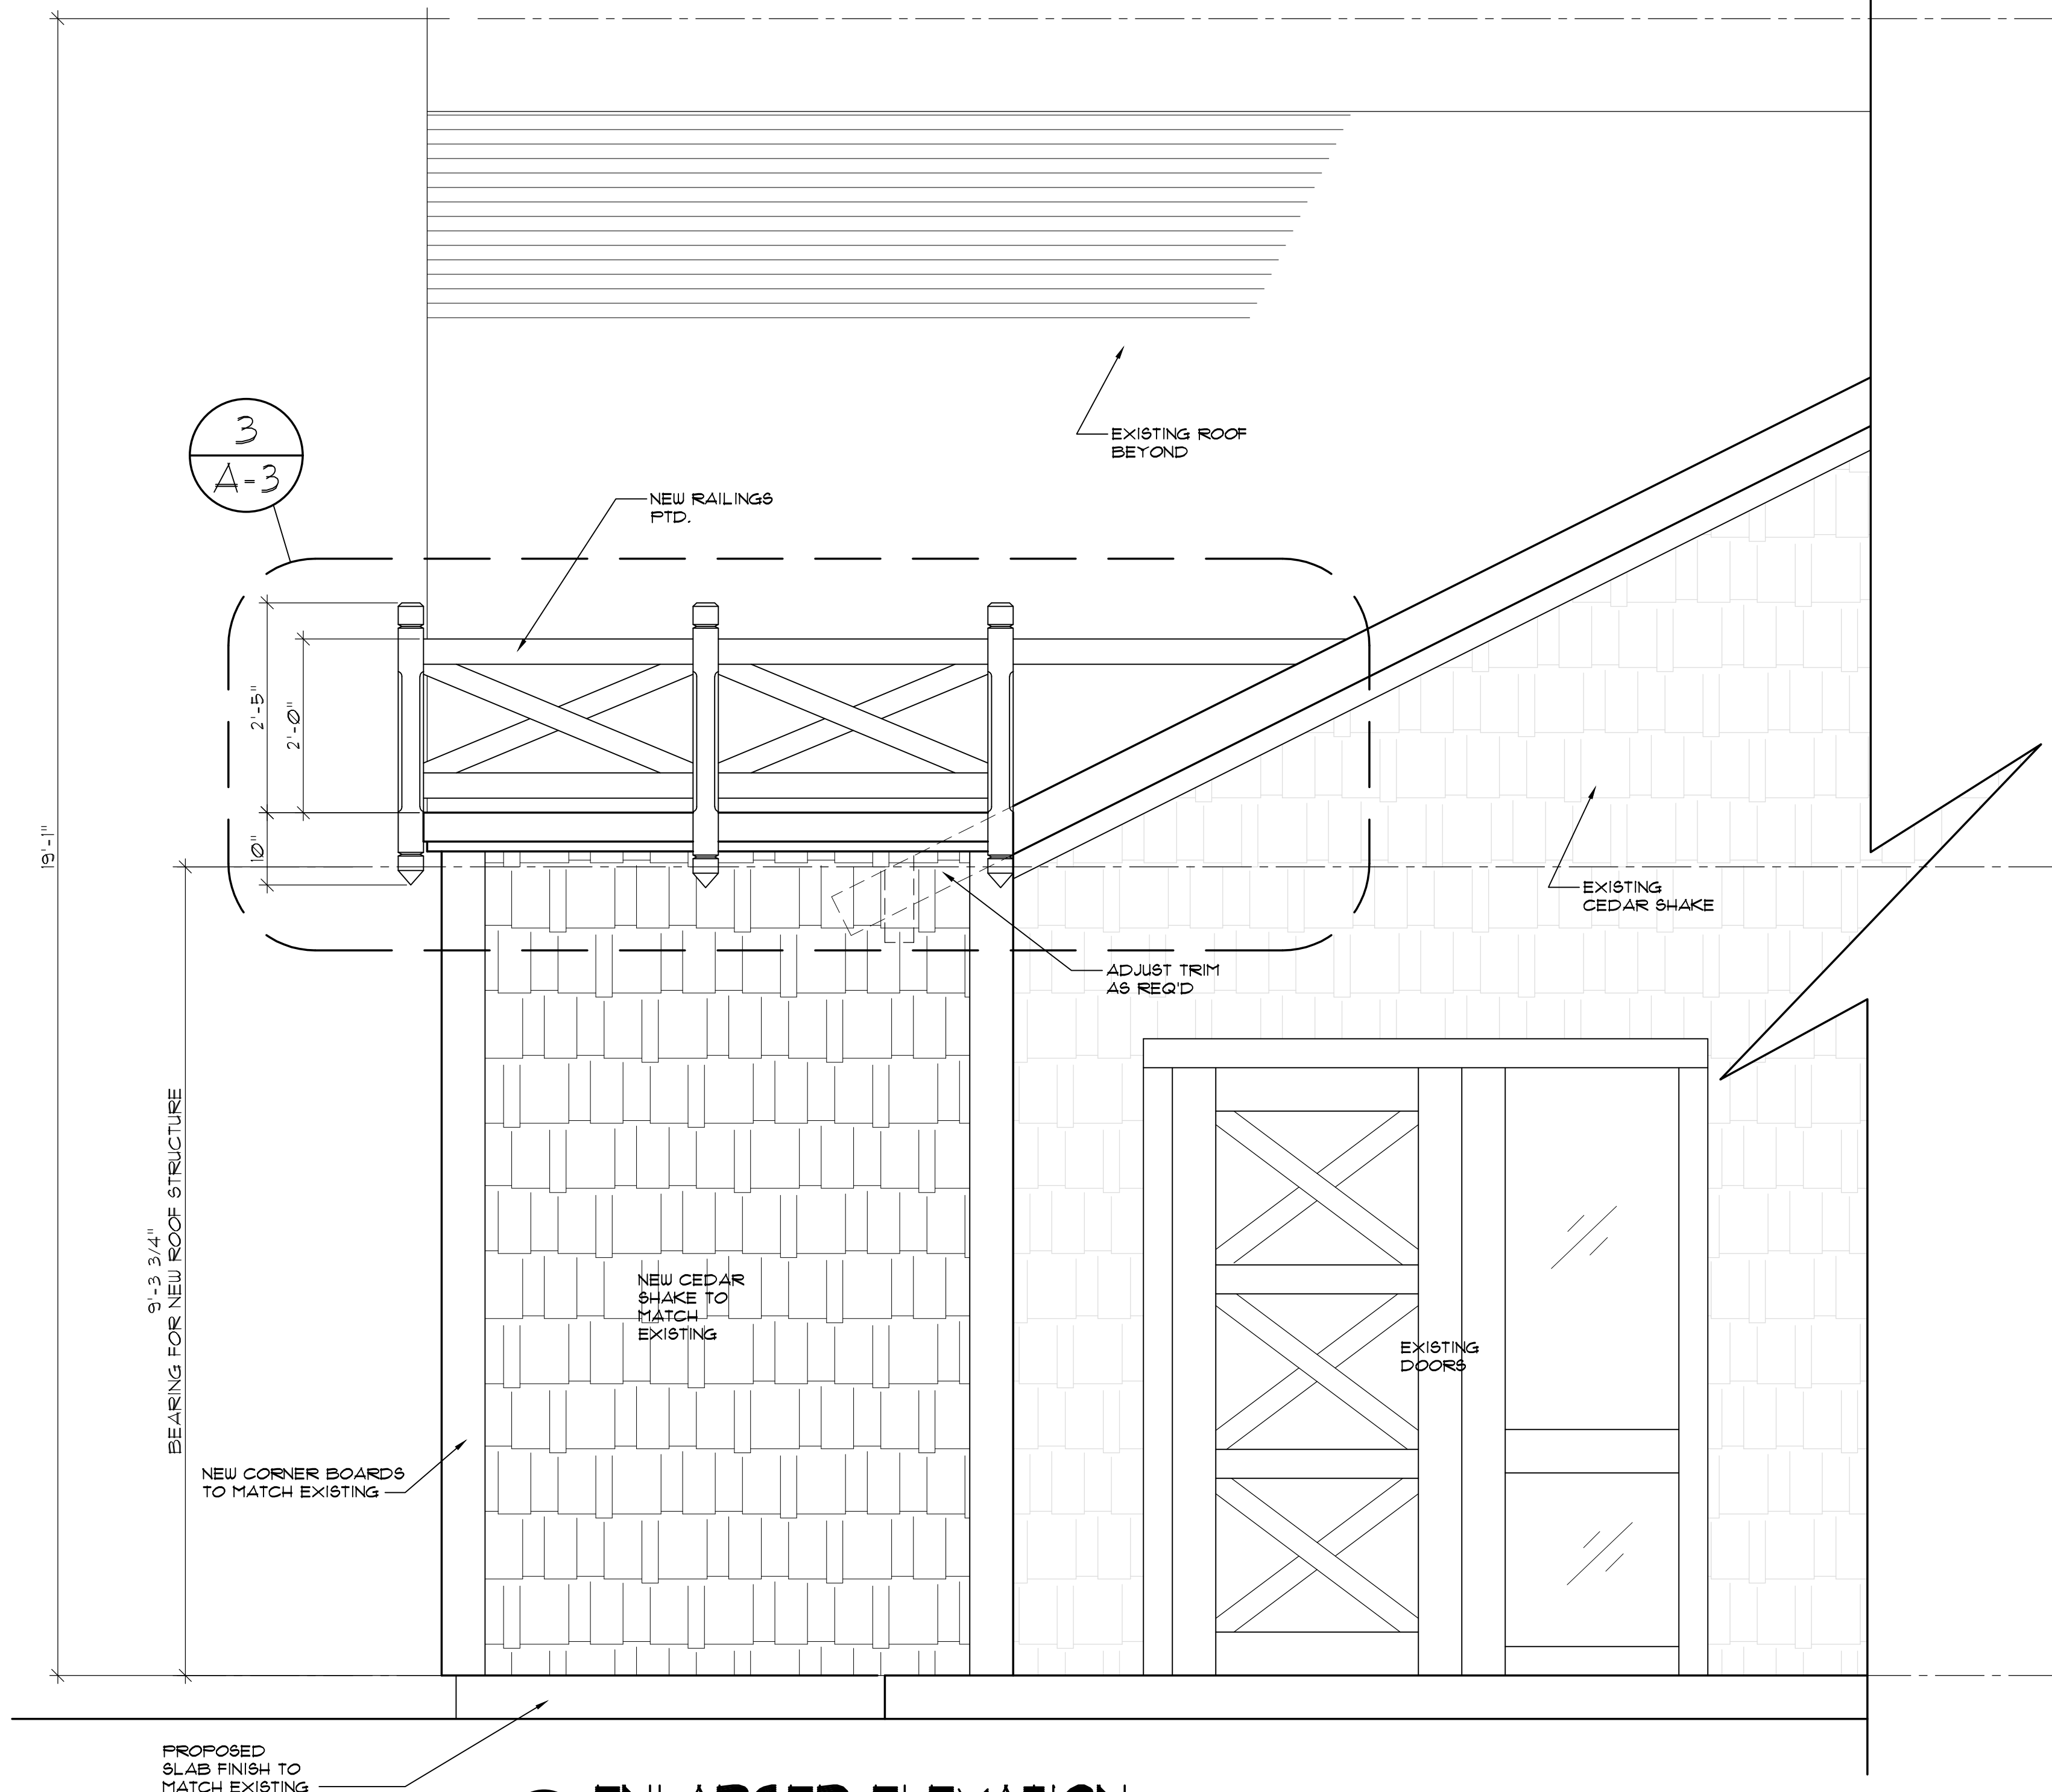 EXISTING ROOF
BEYOND
3
A-3
NEW RAILINGS
PTD.
2'-5"
2'-0"
10"
19'-1"
EXISTING
CEDAR SHAKE
ADJUST TRIM
AS REQ'D
9'-3 3/4"
BEARING FOR NEW ROOF STRUCTURE
NEW CEDAR
SHAKE TO
MATCH
EXISTING
EXISTING
DOORS
NEW CORNER BOARDS
TO MATCH EXISTING
PROPOSED
SLAB FINISH TO
MATCH EXISTING
ENLARGED ELEVATION